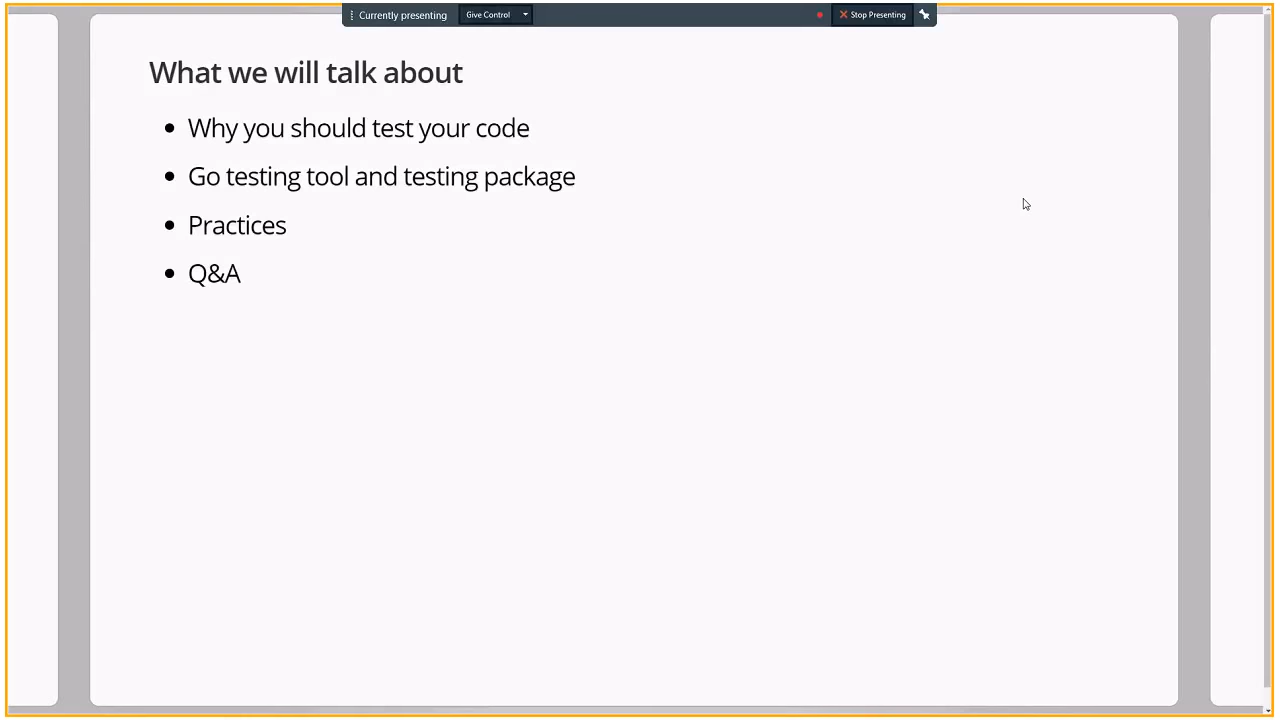 Currently presenting Give Control Stop Presenting
What we will talk about
• Why you should test your code
• Go testing tool and testing package
• Practices
• Q&A